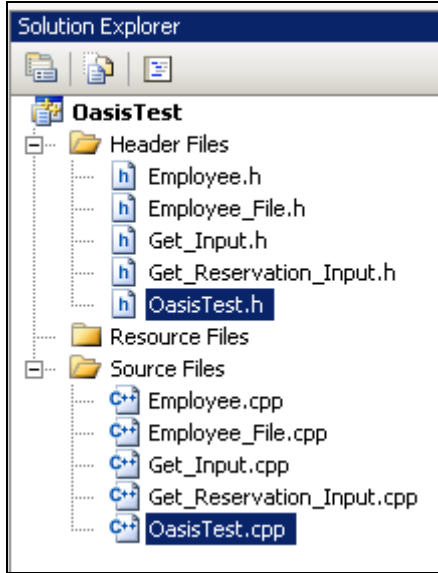 Solution Explorer
OasisTest
Header Files
h Employee.h
h Employee_File.h
h Get_Input.h
h Get_Reservation_Input.h
h OasisTest.h
Resource Files
Source Files
C++ Employee.cpp
C++ Employee_File.cpp
C++ Get_Input.cpp
C++ Get_Reservation_Input.cpp
C++ OasisTest.cpp